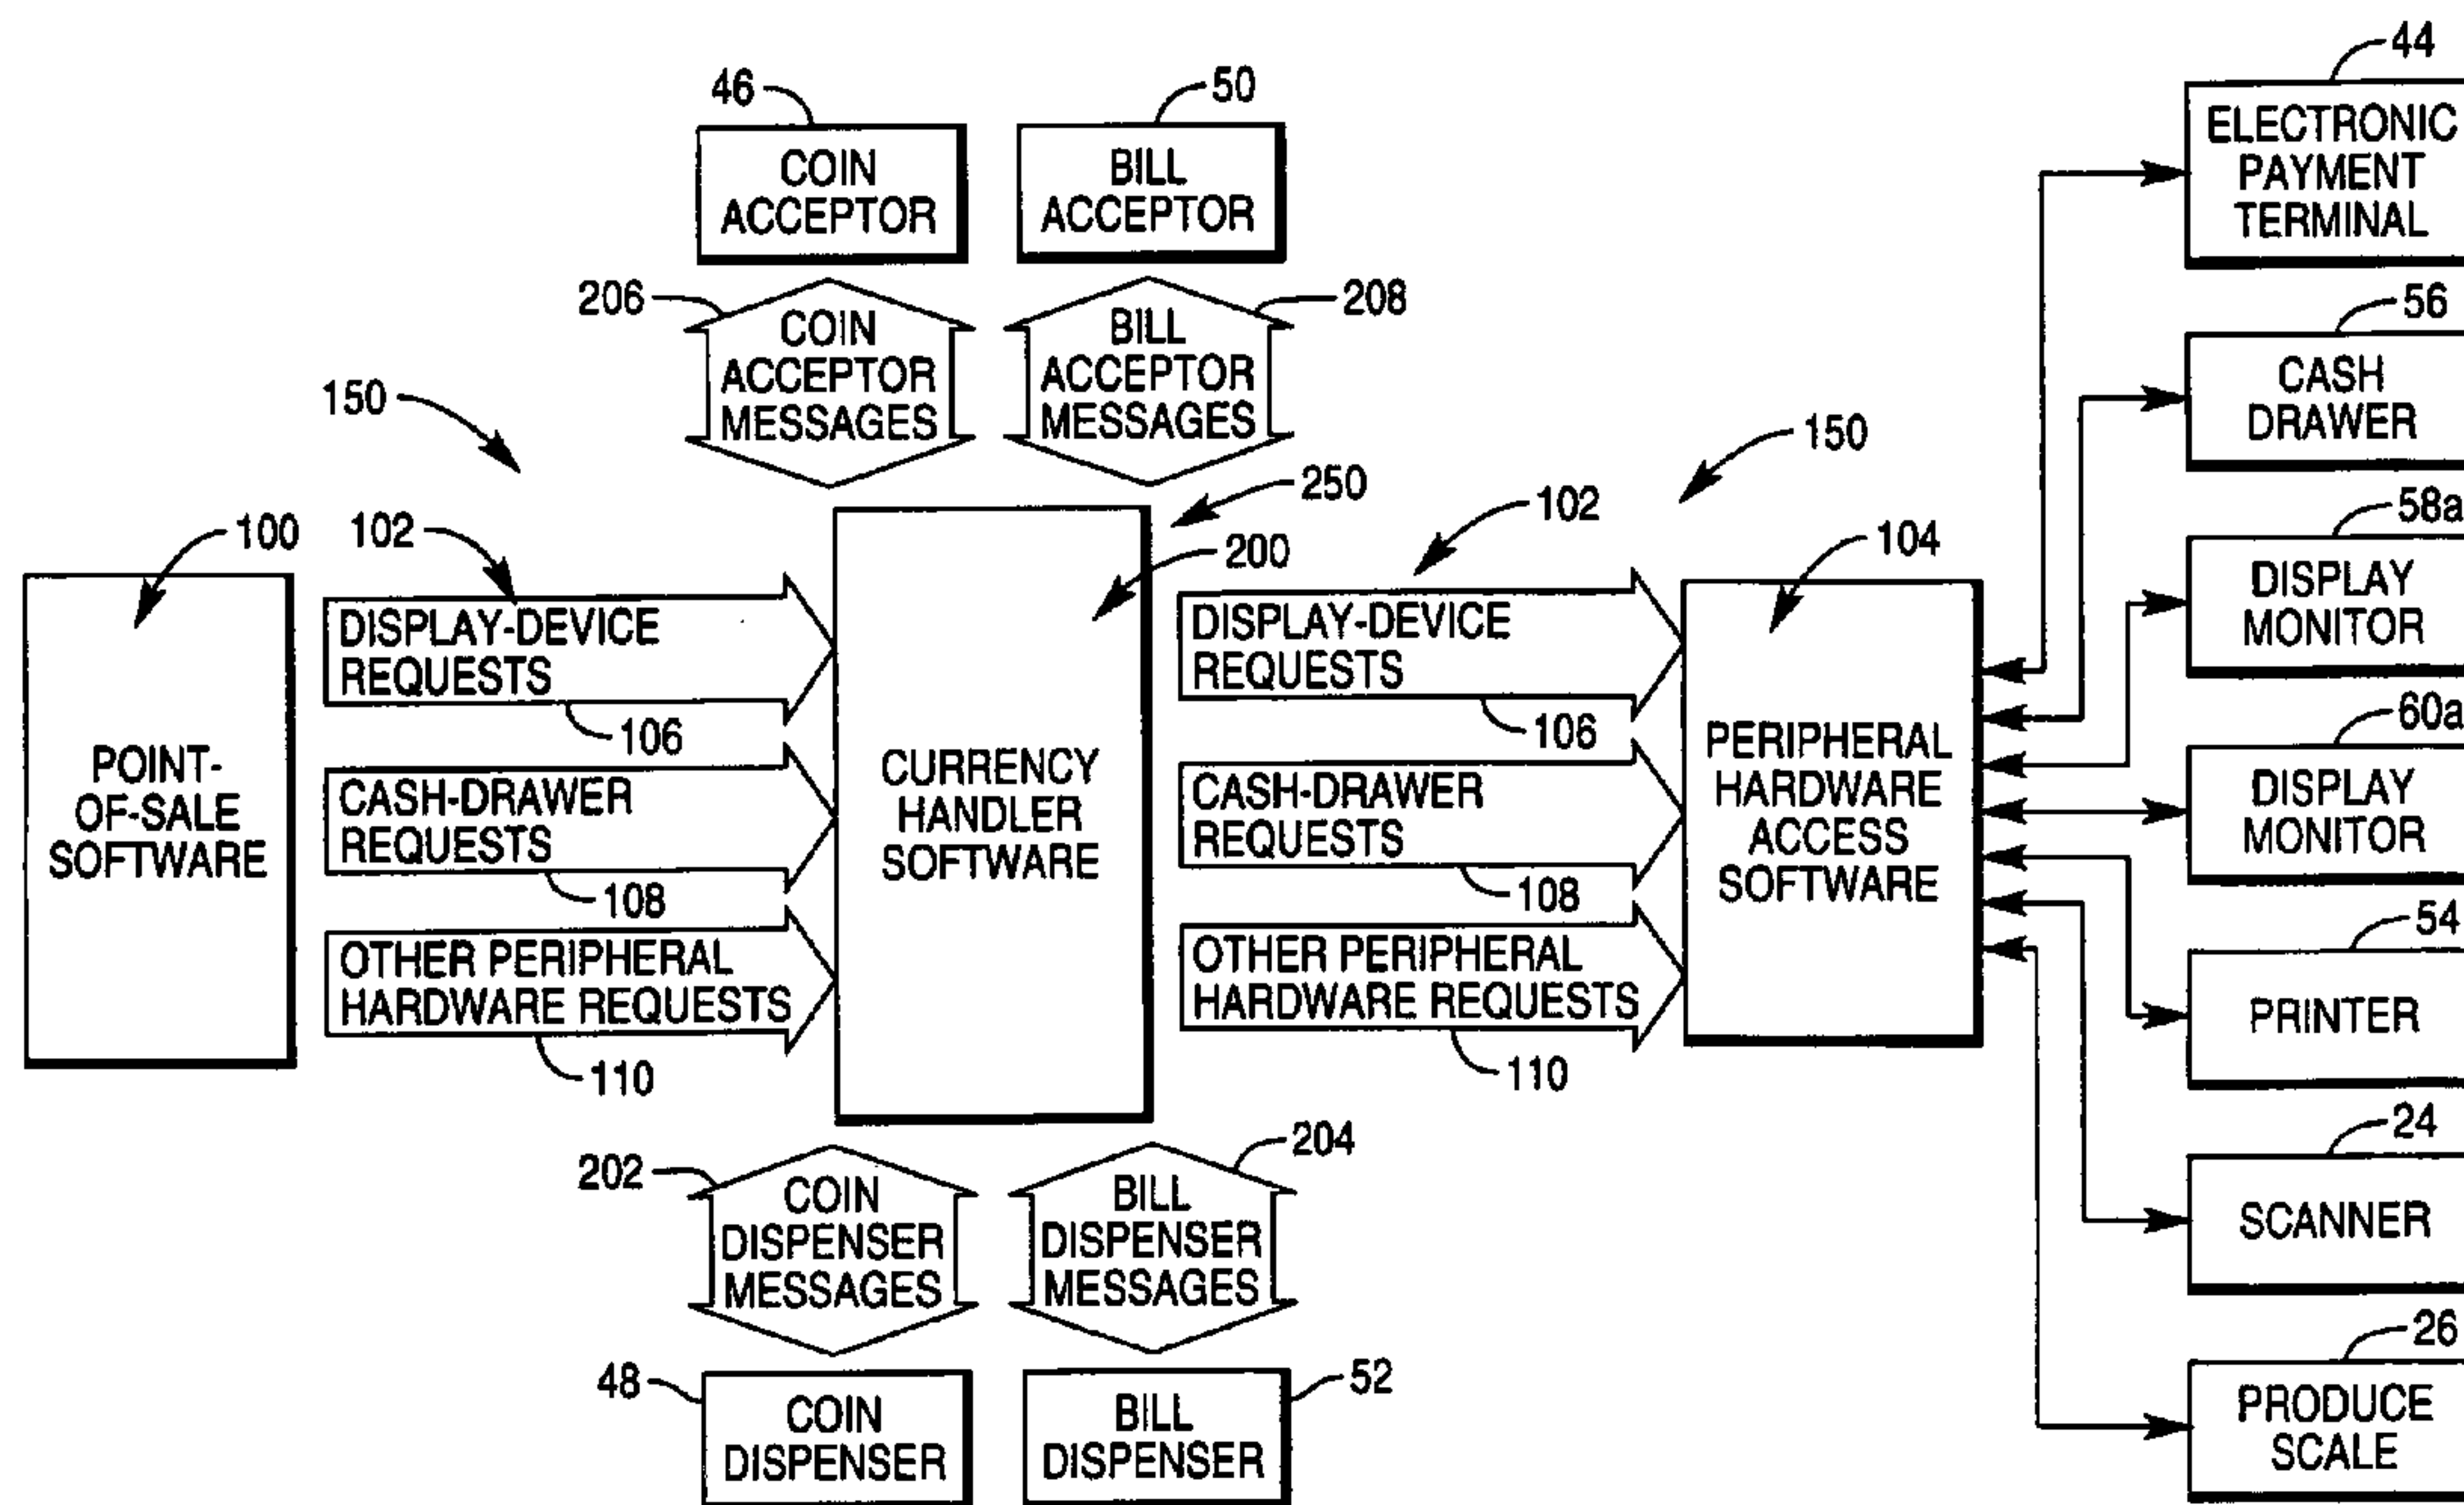 44
ELECTRONIC
PAYMENT
TERMINAL
46
COIN
ACCEPTOR
50
BILL
ACCEPTOR
206
COIN
ACCEPTOR
MESSAGES
BILL
ACCEPTOR
MESSAGES
208
56
CASH
DRAWER
150
150
250
200
100
102
102
104
58a
DISPLAY
MONITOR
POINT-
OF-SALE
SOFTWARE
DISPLAY-DEVICE
REQUESTS
106
CASH-DRAWER
REQUESTS
108
OTHER PERIPHERAL
HARDWARE REQUESTS
110
CURRENCY
HANDLER
SOFTWARE
DISPLAY-DEVICE
REQUESTS
106
CASH-DRAWER
REQUESTS
108
OTHER PERIPHERAL
HARDWARE REQUESTS
110
PERIPHERAL
HARDWARE
ACCESS
SOFTWARE
60a
DISPLAY
MONITOR
54
PRINTER
24
SCANNER
26
PRODUCE
SCALE
202
COIN
DISPENSER
MESSAGES
BILL
DISPENSER
MESSAGES
204
48
COIN
DISPENSER
BILL
DISPENSER
52